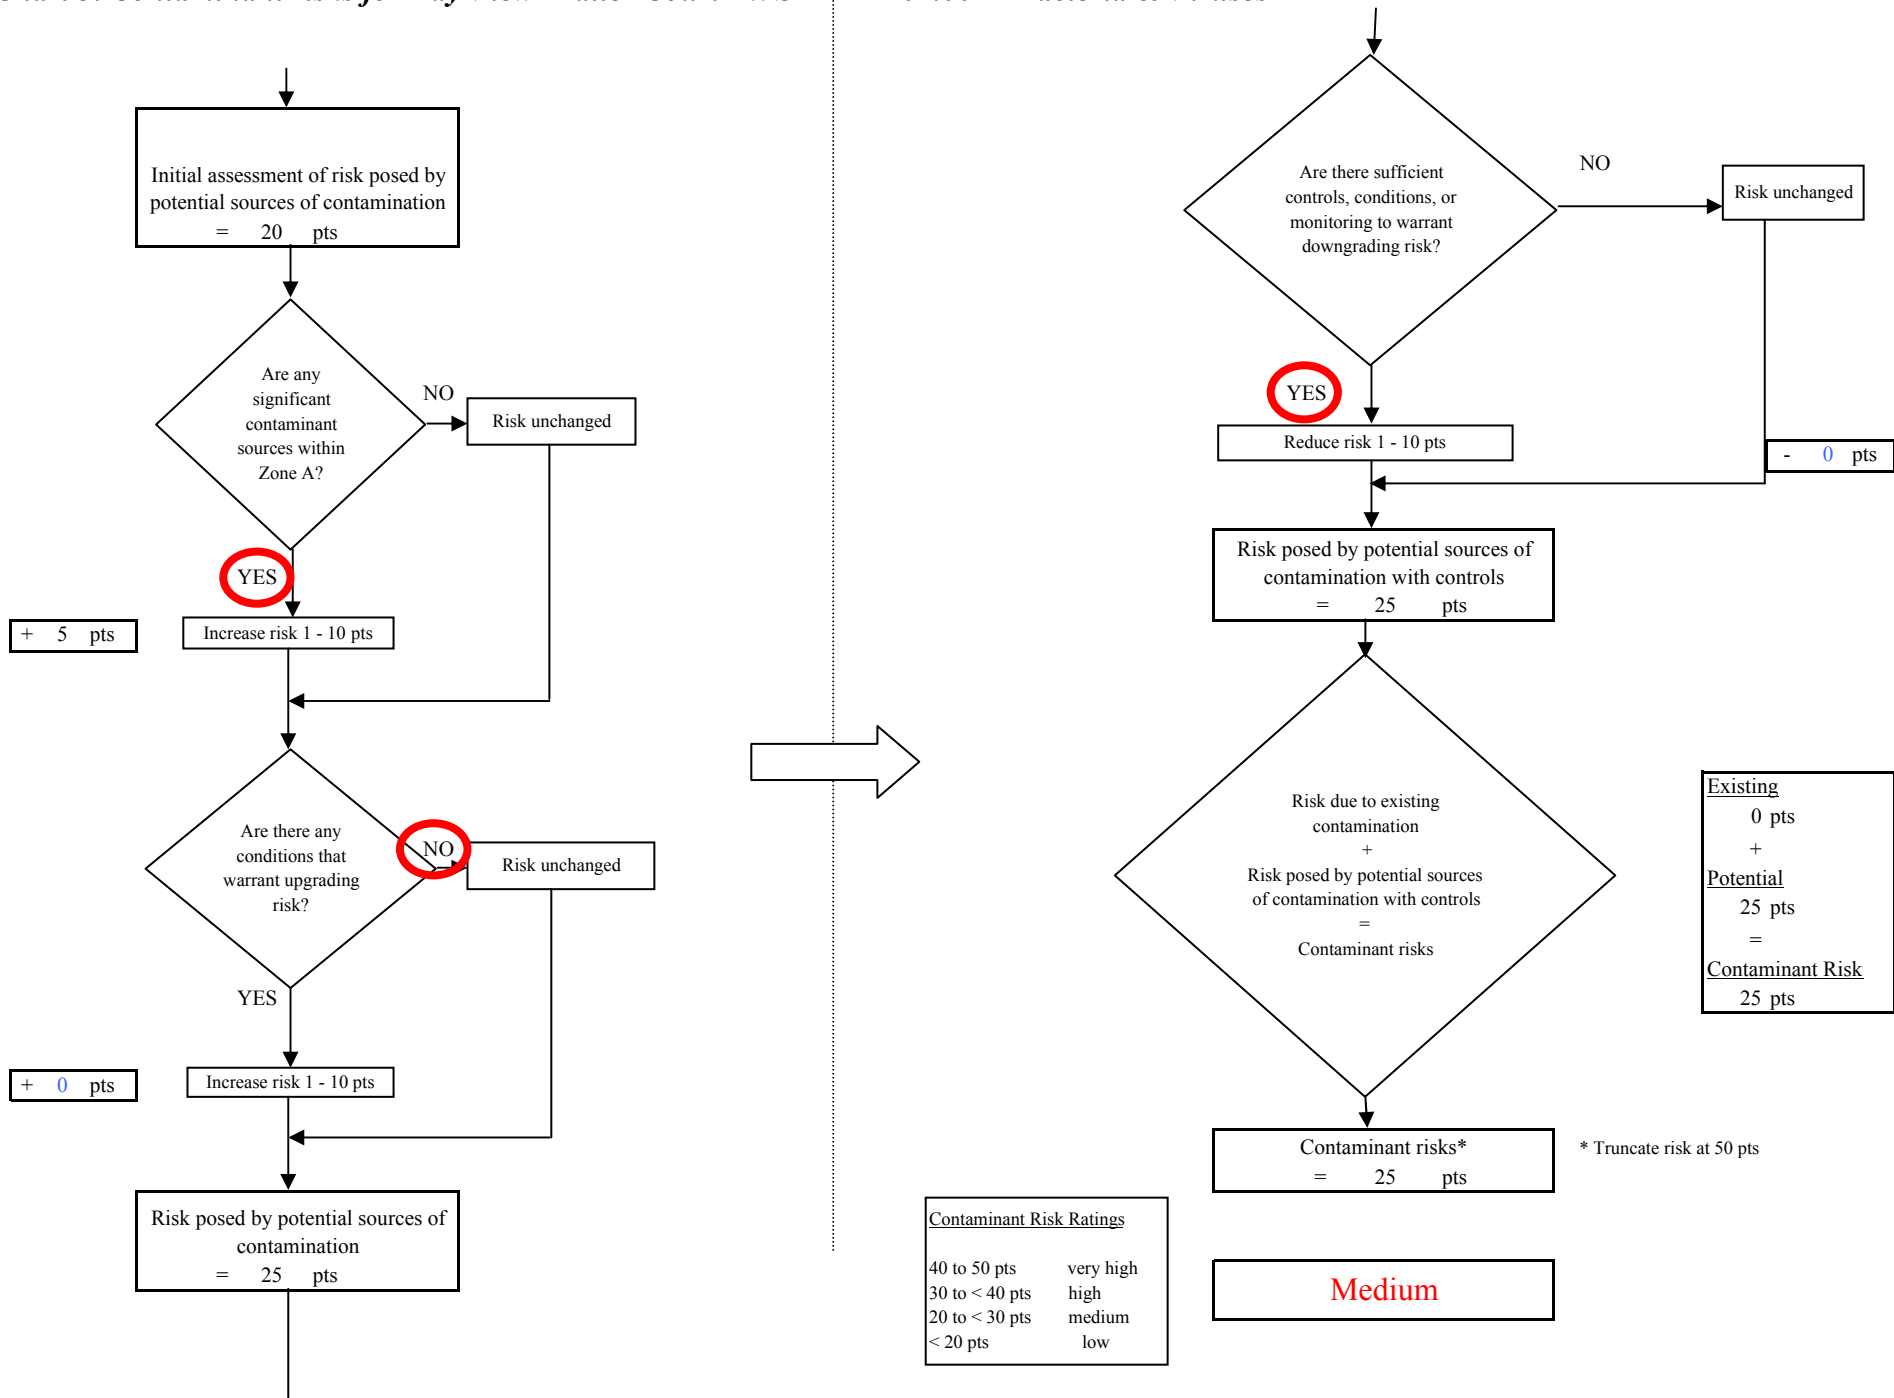 Initial assessment of risk posed by
potential sources of contamination
= 20 pts
Are any
significant
contaminant
sources within
Zone A?
NO
Risk unchanged
YES
+ 5 pts
Increase risk 1 - 10 pts
Are there any
conditions that
warrant upgrading
risk?
NO
Risk unchanged
YES
+ 0 pts
Increase risk 1 - 10 pts
Risk posed by potential sources of
contamination
= 25 pts
Are there sufficient
controls, conditions, or
monitoring to warrant
downgrading risk?
NO
Risk unchanged
YES
Reduce risk 1 - 10 pts
- 0 pts
Risk posed by potential sources of
contamination with controls
= 25 pts
Risk due to existing
contamination
+
Risk posed by potential sources
of contamination with controls
=
Contaminant risks
Existing
0 pts
+
Potential
25 pts
=
Contaminant Risk
25 pts
Contaminant risks*
= 25 pts
* Truncate risk at 50 pts
Contaminant Risk Ratings
40 to 50 pts very high
30 to < 40 pts high
20 to < 30 pts medium
< 20 pts low
Medium